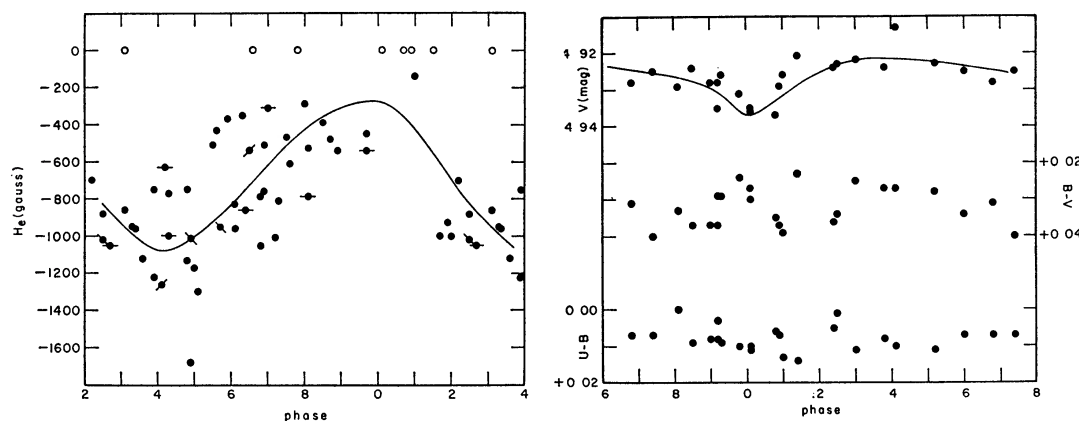 0
−200
−400
−600
−800
−1000
−1200
−1400
−1600
He (gauss)
2 4 6 8 0 2 4
phase
4 92
4 94
V (mag)
+0 02
B-V
+0 04
0 00
U-B
+0 02
6 8 0 .2 4 6 8
phase